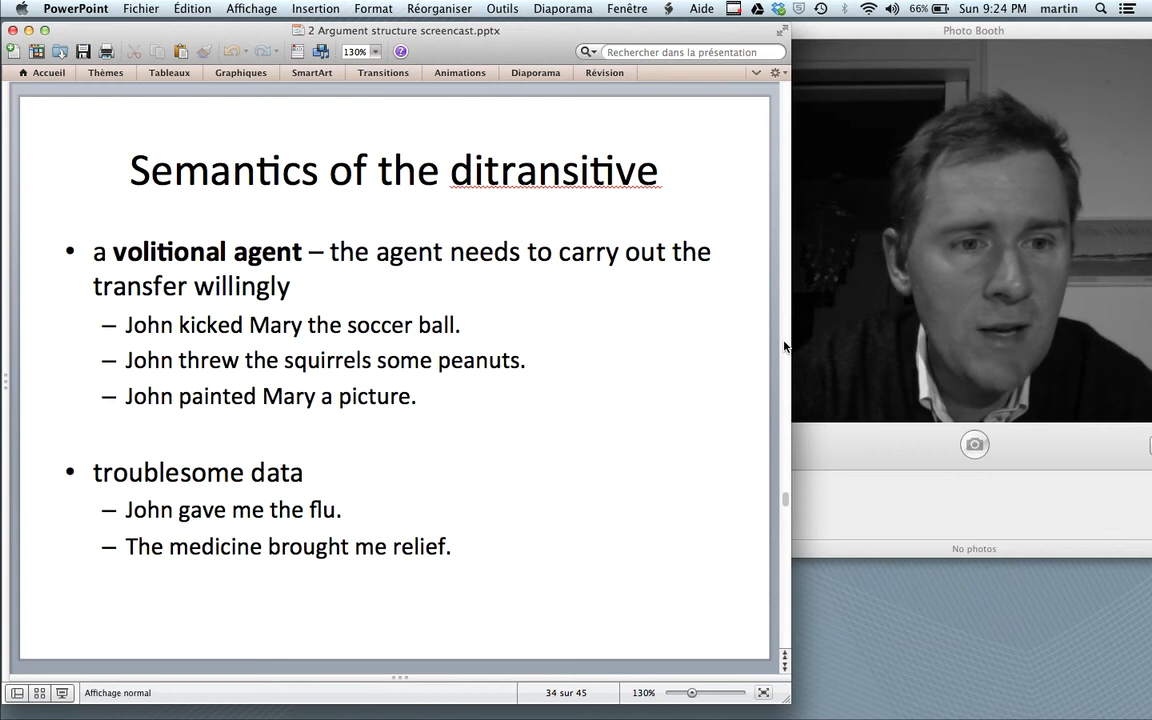 PowerPoint Fichier Édition Affichage Insertion Format Réorganiser Outils Diaporama Fenêtre Aide 66% Sun 9:24 PM martin
2 Argument structure screencast.pptx
Photo Booth
130% Rechercher dans la présentation
Accueil Thèmes Tableaux Graphiques SmartArt Transitions Animations Diaporama Révision
Semantics of the ditransitive
• a volitional agent – the agent needs to carry out the
transfer willingly
– John kicked Mary the soccer ball.
– John threw the squirrels some peanuts.
– John painted Mary a picture.
• troublesome data
– John gave me the flu.
– The medicine brought me relief.
No photos
Affichage normal 34 sur 45 130%